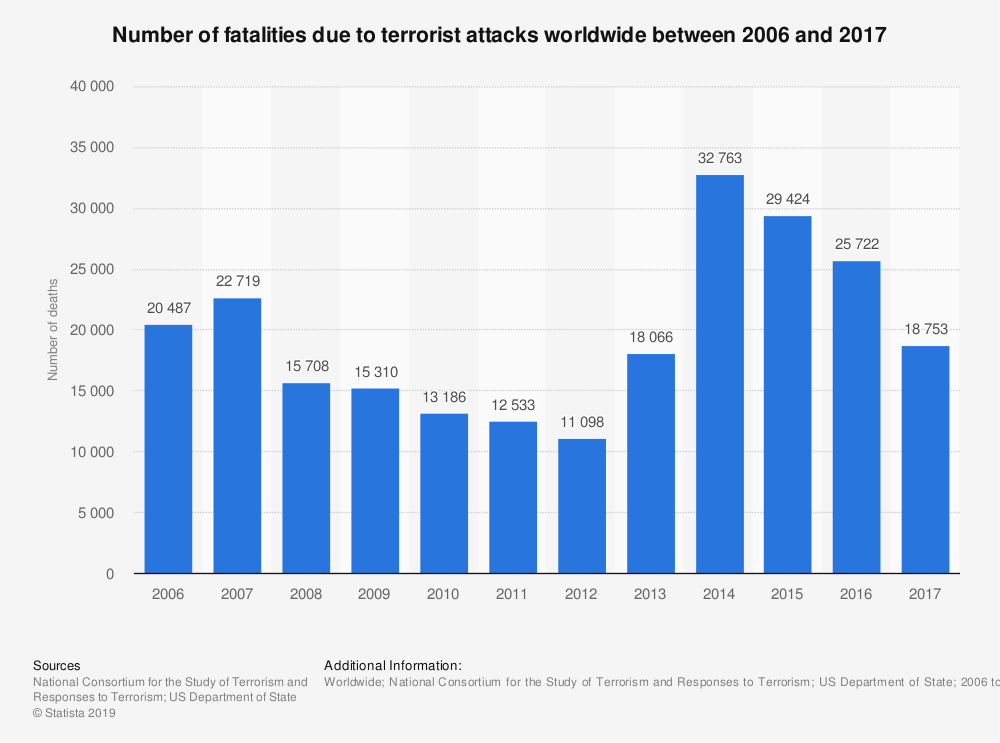 Number of fatalities due to terrorist attacks worldwide between 2006 and 2017
40 000
35 000
30 000
25 000
20 000
15 000
10 000
5 000
0
Number of deaths
20 487
22 719
15 708
15 310
13 186
12 533
11 098
18 066
32 763
29 424
25 722
18 753
2006 2007 2008 2009 2010 2011 2012 2013 2014 2015 2016 2017
Sources
National Consortium for the Study of Terrorism and
Responses to Terrorism; US Department of State
© Statista 2019
Additional Information:
Worldwide; National Consortium for the Study of Terrorism and Responses to Terrorism; US Department of State; 2006 to